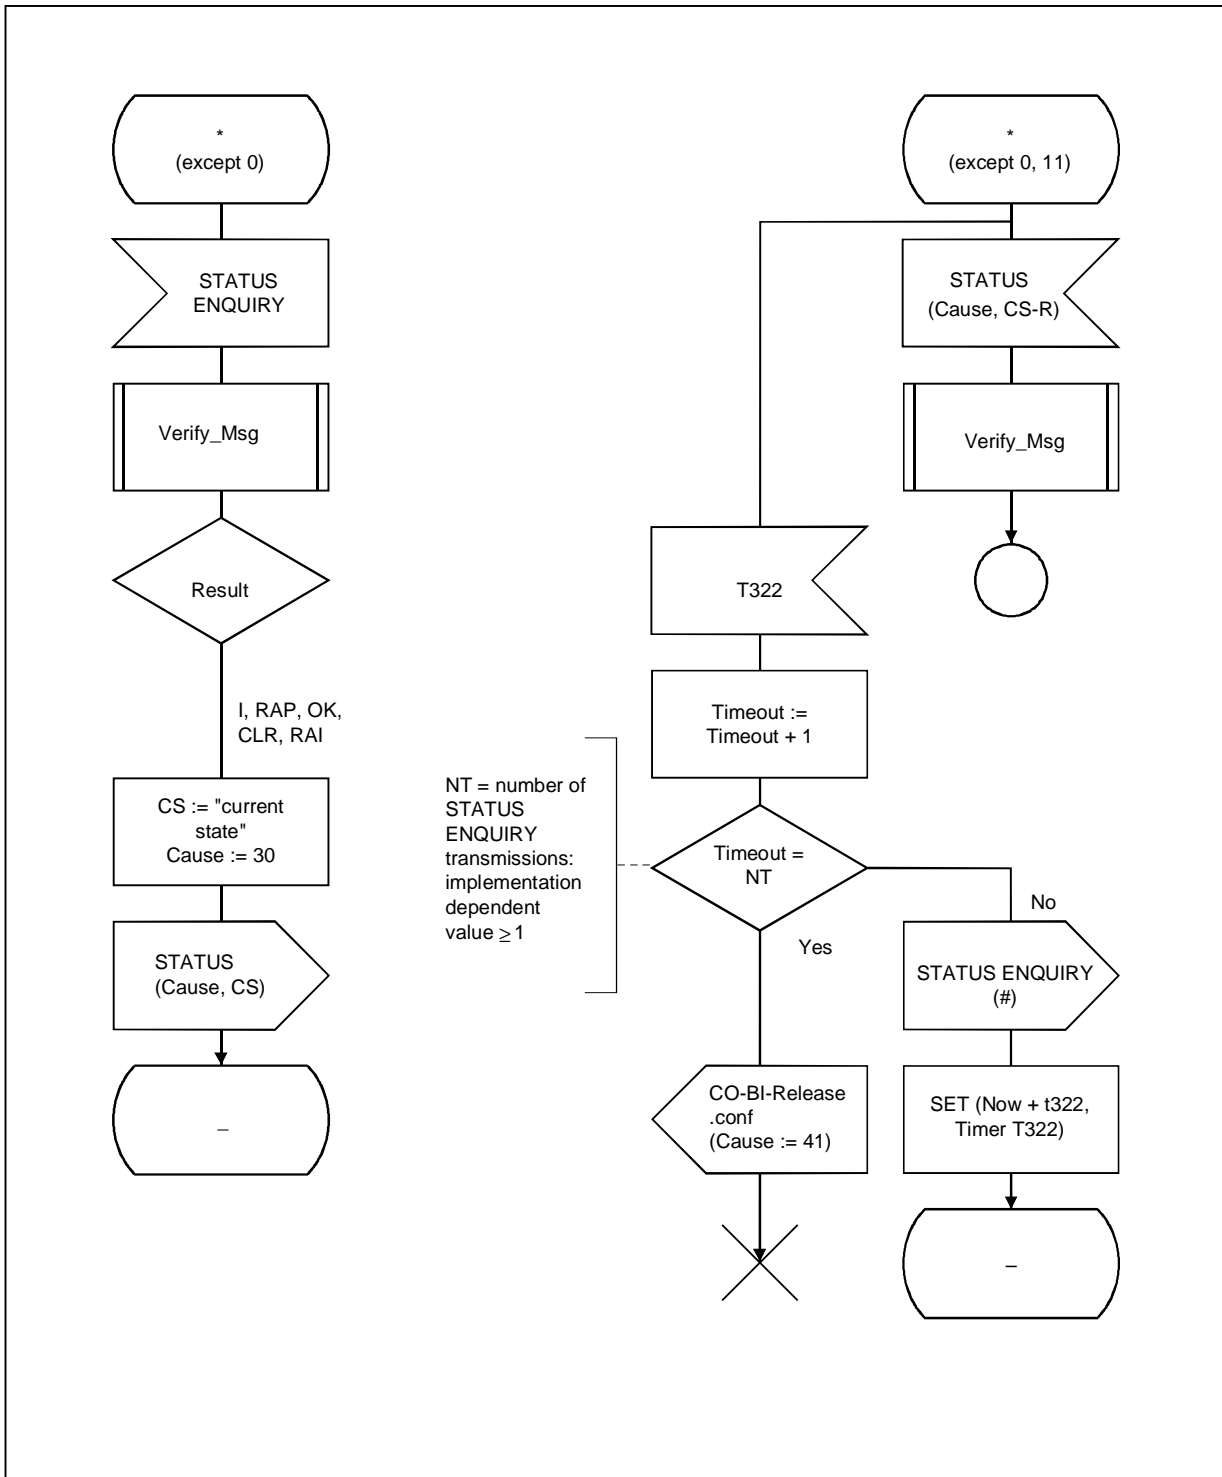 *
(except 0)
STATUS
ENQUIRY
Verify_Msg
Result
I, RAP, OK,
CLR, RAI
CS := "current
state"
Cause := 30
STATUS
(Cause, CS)
–
*
(except 0, 11)
STATUS
(Cause, CS-R)
Verify_Msg
T322
Timeout :=
Timeout + 1
NT = number of
STATUS
ENQUIRY
transmissions:
implementation
dependent
value ≥ 1
Timeout =
NT
No
Yes
STATUS ENQUIRY
(#)
CO-BI-Release
.conf
(Cause := 41)
SET (Now + t322,
Timer T322)
–